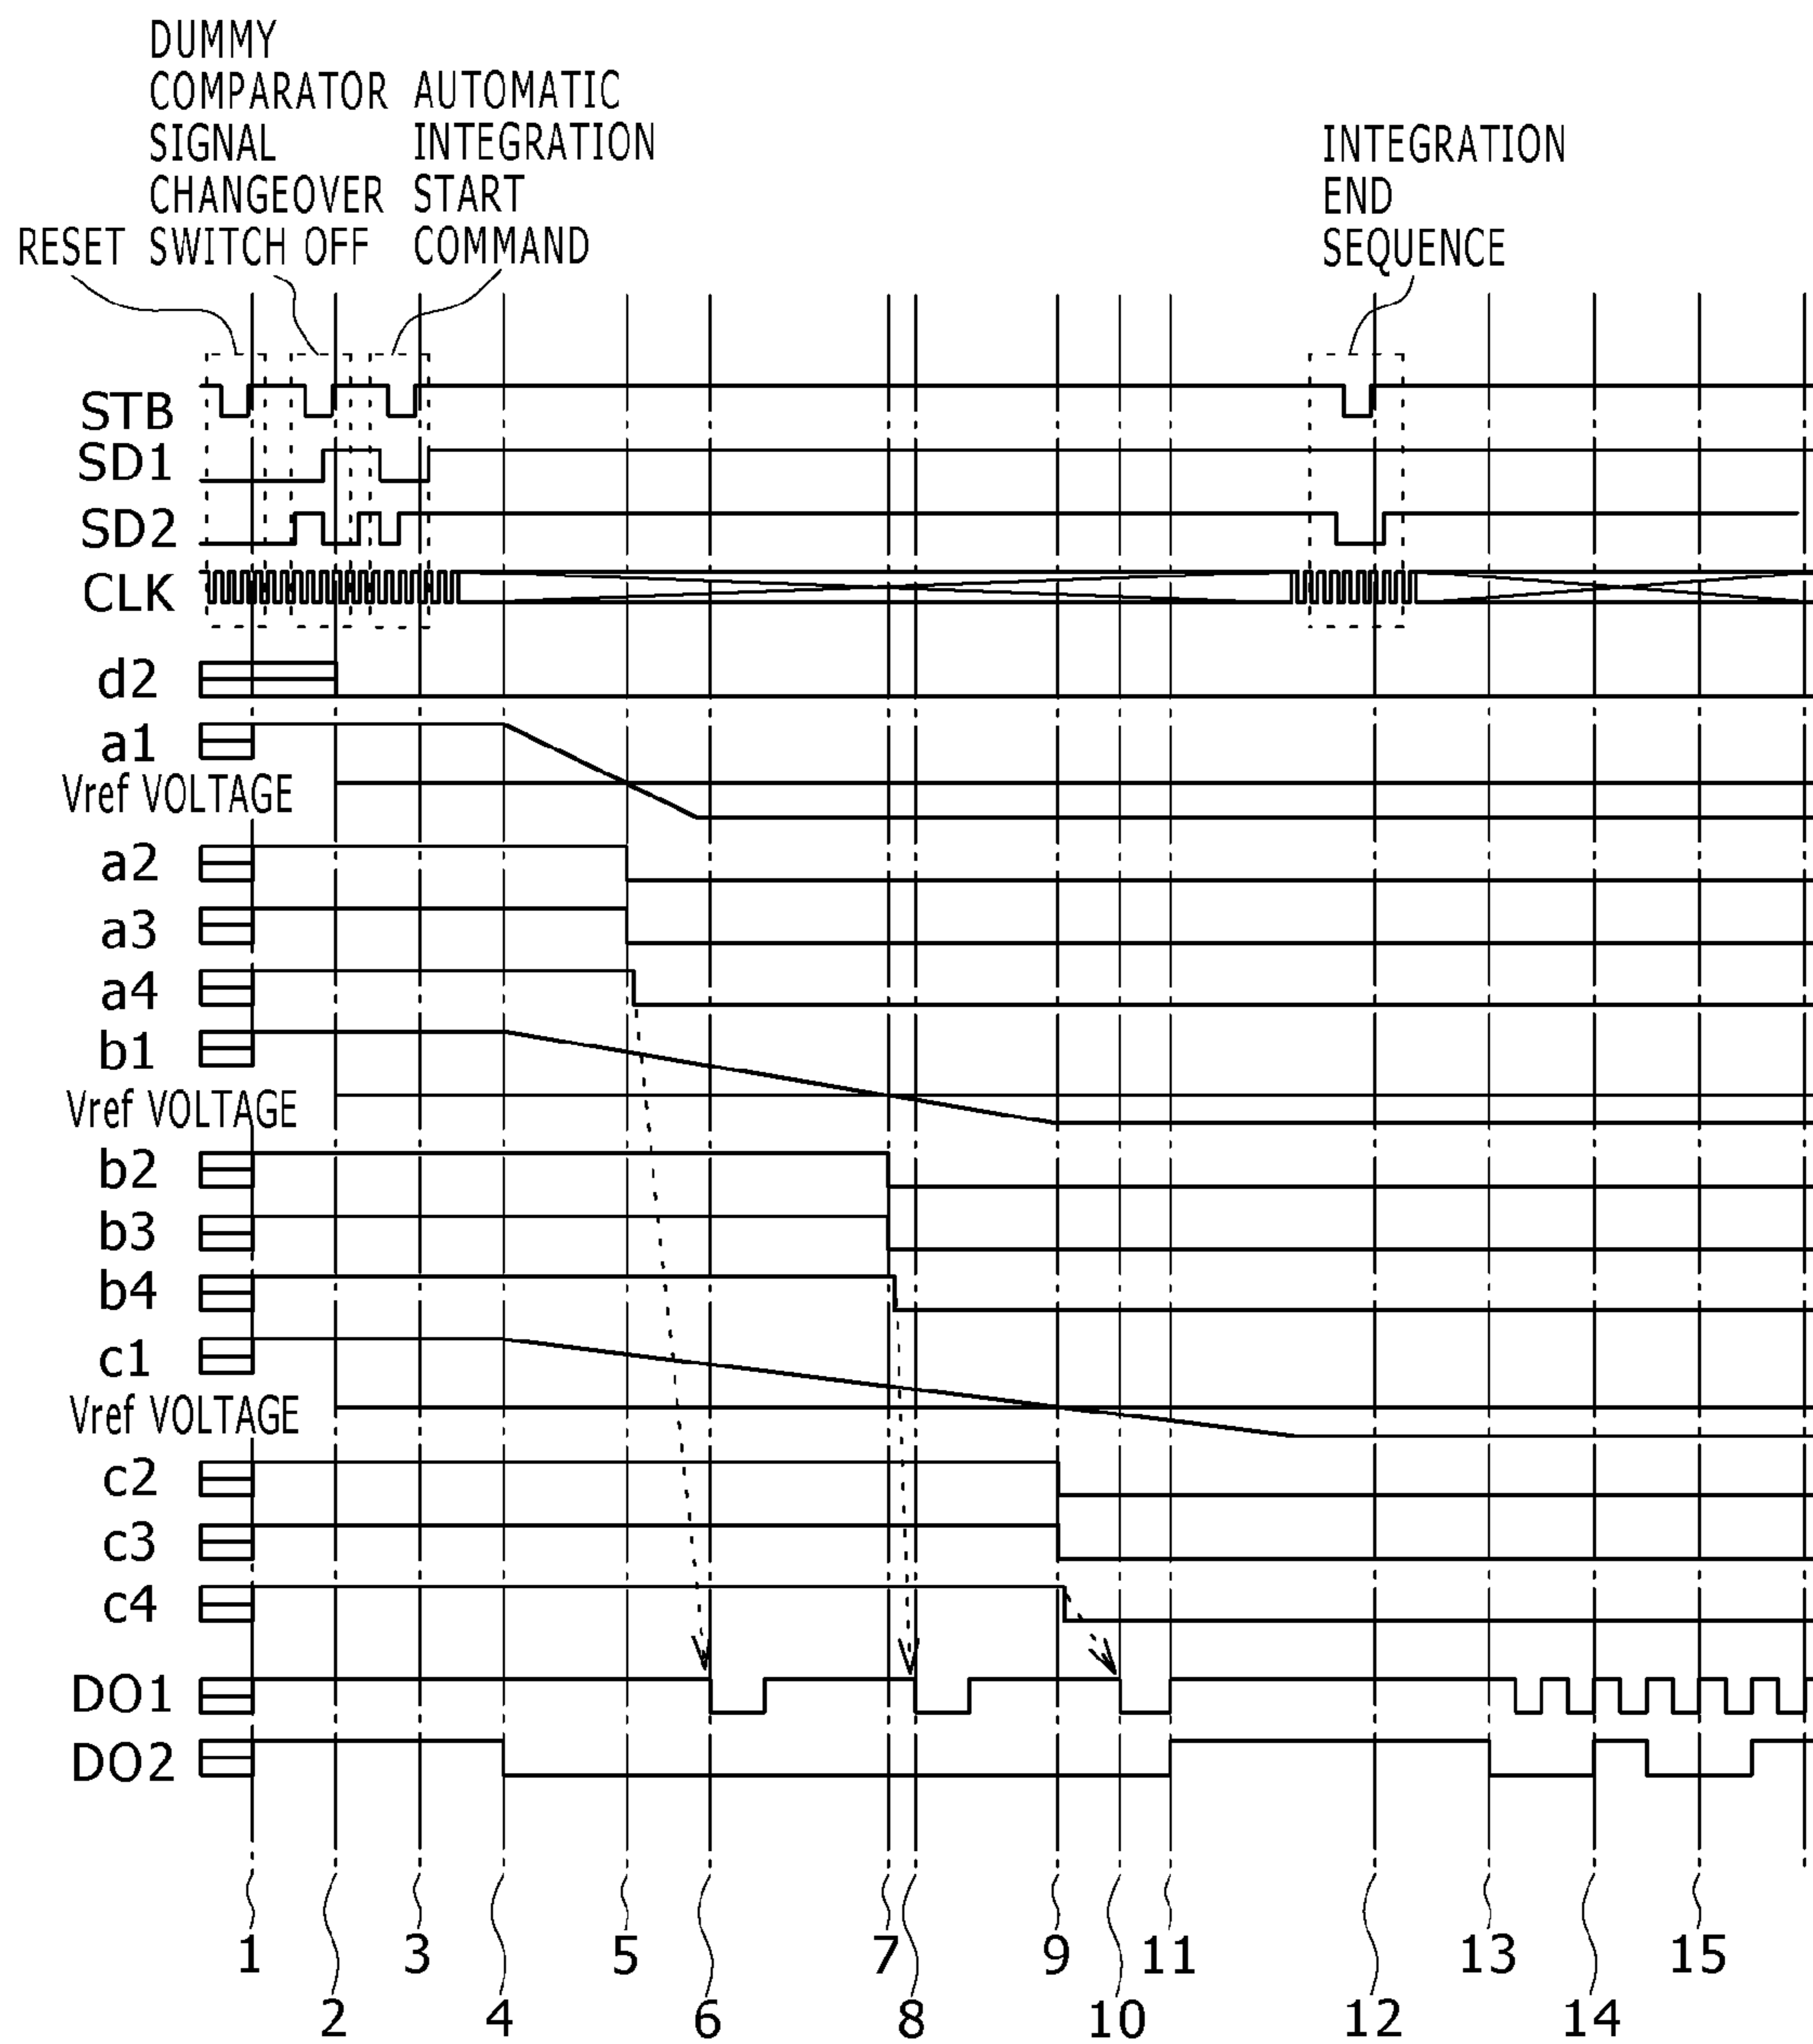 DUMMY
COMPARATOR
SIGNAL
CHANGEOVER
SWITCH OFF
RESET
AUTOMATIC
INTEGRATION
START
COMMAND
INTEGRATION
END
SEQUENCE
STB
SD1
SD2
CLK
d2
a1
Vref VOLTAGE
a2
a3
a4
b1
Vref VOLTAGE
b2
b3
b4
c1
Vref VOLTAGE
c2
c3
c4
DO1
DO2
1 3 5 7 9 11 13 15
2 4 6 8 10 12 14